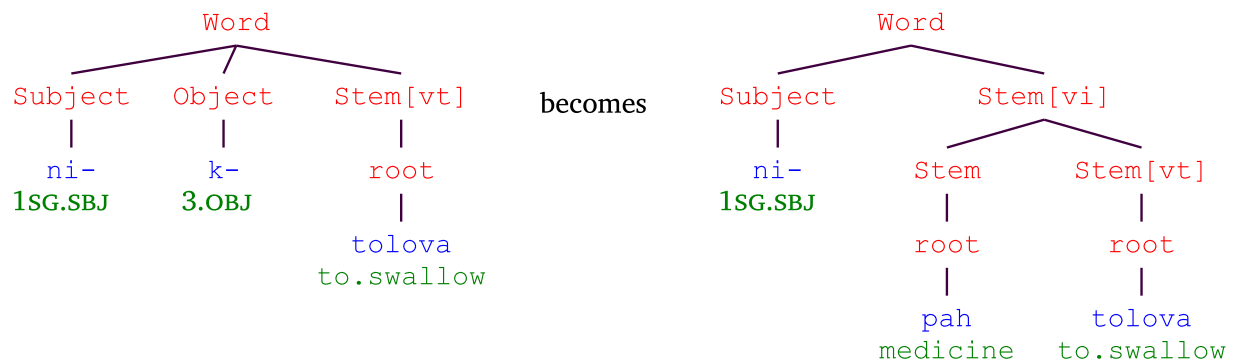 Word Word
Subject Object Stem[vt] becomes Subject Stem[vi]
ni- k- root ni- Stem Stem[vt]
1SG.SBJ 3.OBJ 1SG.SBJ
tolova root root
to.swallow
pah tolova
medicine to.swallow